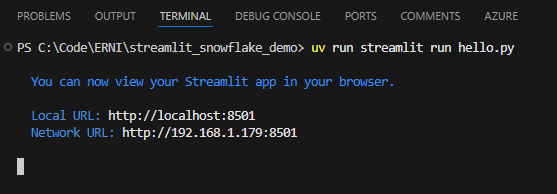 PROBLEMS OUTPUT TERMINAL DEBUG CONSOLE PORTS COMMENTS AZURE
PS C:\Code\ERNI\streamlit_snowflake_demo> uv run streamlit run hello.py
You can now view your Streamlit app in your browser.
Local URL: http://localhost:8501
Network URL: http://192.168.1.179:8501